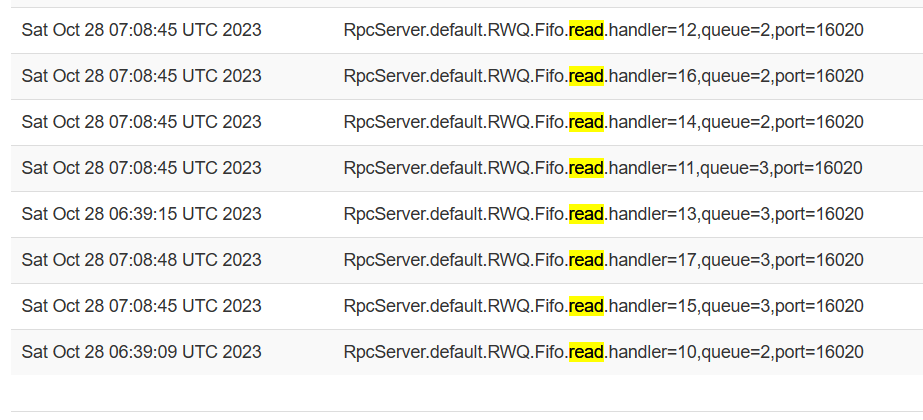 Sat Oct 28 07:08:45 UTC 2023 RpcServer.default.RWQ.Fifo.read.handler=12,queue=2,port=16020
Sat Oct 28 07:08:45 UTC 2023 RpcServer.default.RWQ.Fifo.read.handler=16,queue=2,port=16020
Sat Oct 28 07:08:45 UTC 2023 RpcServer.default.RWQ.Fifo.read.handler=14,queue=2,port=16020
Sat Oct 28 07:08:45 UTC 2023 RpcServer.default.RWQ.Fifo.read.handler=11,queue=3,port=16020
Sat Oct 28 06:39:15 UTC 2023 RpcServer.default.RWQ.Fifo.read.handler=13,queue=3,port=16020
Sat Oct 28 07:08:48 UTC 2023 RpcServer.default.RWQ.Fifo.read.handler=17,queue=3,port=16020
Sat Oct 28 07:08:45 UTC 2023 RpcServer.default.RWQ.Fifo.read.handler=15,queue=3,port=16020
Sat Oct 28 06:39:09 UTC 2023 RpcServer.default.RWQ.Fifo.read.handler=10,queue=2,port=16020